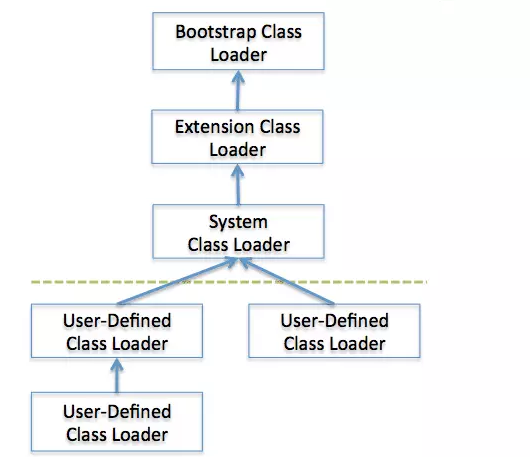 Bootstrap Class
Loader
Extension Class
Loader
System
Class Loader
User-Defined
Class Loader
User-Defined
Class Loader
User-Defined
Class Loader